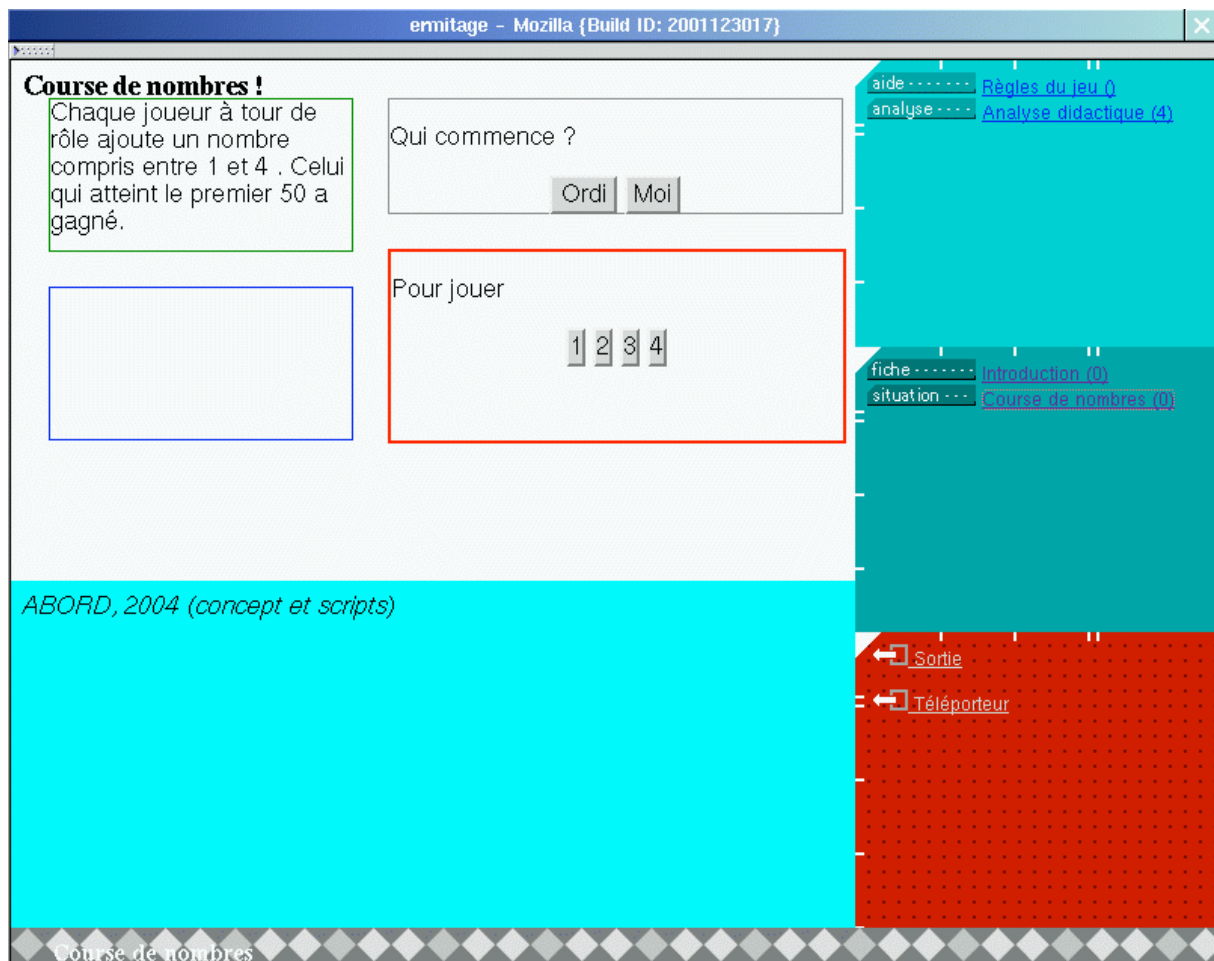 ermitage - Mozilla {Build ID: 2001123017}
Course de nombres !
Chaque joueur à tour de
rôle ajoute un nombre
compris entre 1 et 4 . Celui
qui atteint le premier 50 a
gagné.
Qui commence ?
Ordi Moi
Pour jouer
1 2 3 4
ABORD, 2004 (concept et scripts)
aide ------- Règles du jeu ()
analyse ---- Analyse didactique (4)
fiche ------- Introduction (0)
situation --- Course de nombres (0)
Sortie
Téléporteur
Course de nombres